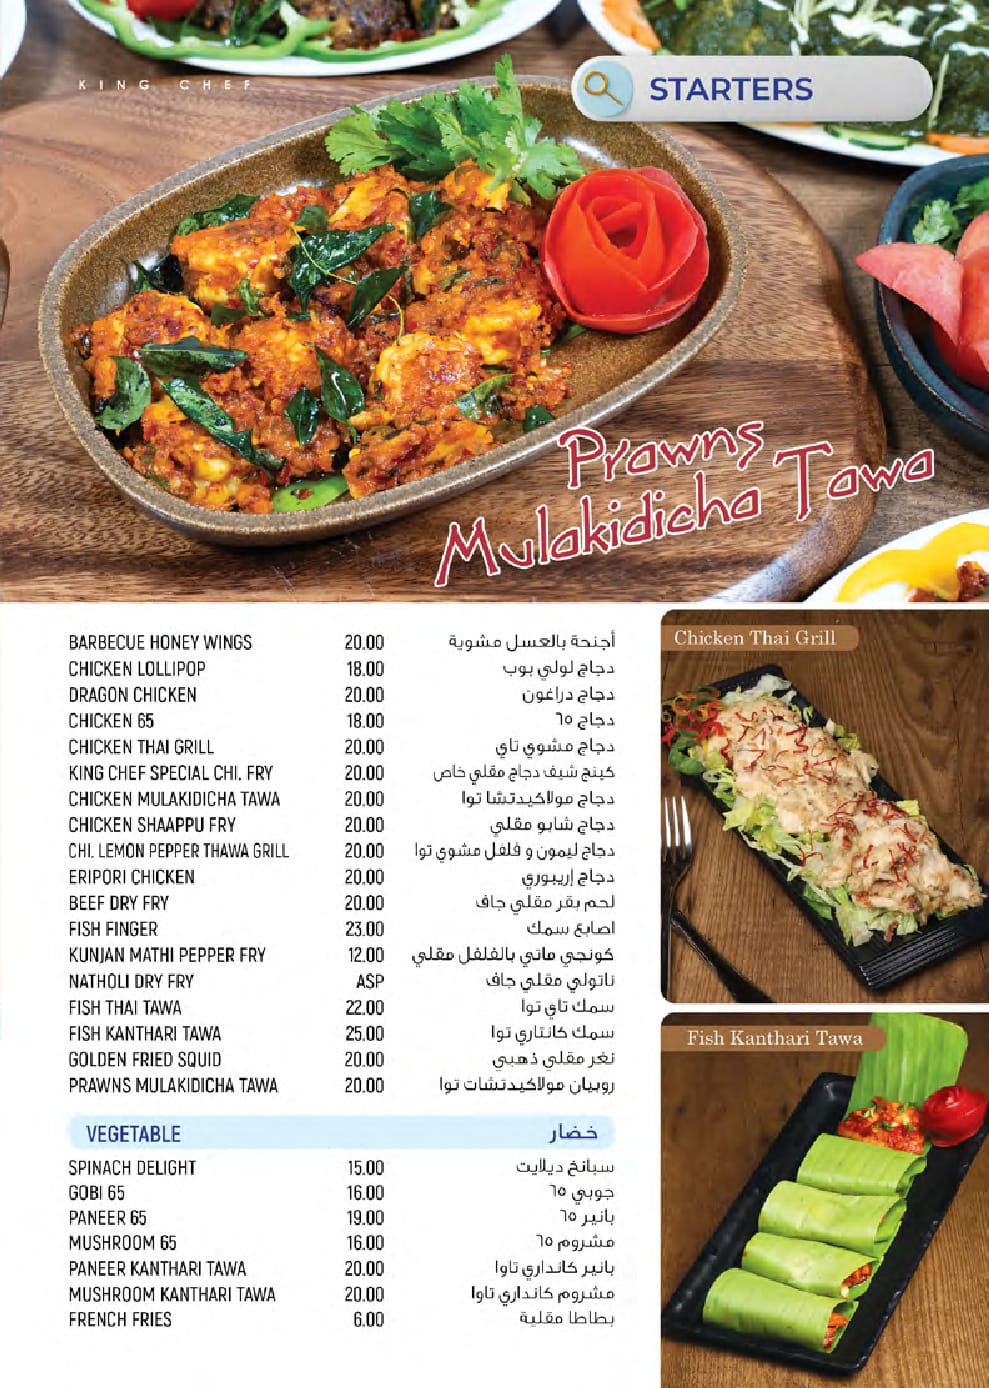 KING CHEF
STARTERS
Prawns
Mulakidicha Tawa
BARBECUE HONEY WINGS 20.00 أجنحة بالعسل مشوية
CHICKEN LOLLIPOP 18.00 دجاج لولي بوب
DRAGON CHICKEN 20.00 دجاج دراغون
CHICKEN 65 18.00 دجاج ٦٥
CHICKEN THAI GRILL 20.00 دجاج مشوي تاي
KING CHEF SPECIAL CHI. FRY 20.00 كينج شيف دجاج مقلي خاص
CHICKEN MULAKIDICHA TAWA 20.00 دجاج مولاكيدتشا توا
CHICKEN SHAAPPU FRY 20.00 دجاج شابو مقلي
CHI. LEMON PEPPER THAWA GRILL 20.00 دجاج ليمون و فلفل مشوي توا
ERIPORI CHICKEN 20.00 دجاج إريبوري
BEEF DRY FRY 20.00 لحم بقر مقلي جاف
FISH FINGER 23.00 اصابع سمك
KUNJAN MATHI PEPPER FRY 12.00 كونجي ماتي بالفلفل مقلي
NATHOLI DRY FRY ASP ناتولي مقلي جاف
FISH THAI TAWA 22.00 سمك تاي توا
FISH KANTHARI TAWA 25.00 سمك كانتاري توا
GOLDEN FRIED SQUID 20.00 نغر مقلي ذهبي
PRAWNS MULAKIDICHA TAWA 20.00 روبيان مولاكيدتشات توا
VEGETABLE خضار
SPINACH DELIGHT 15.00 سبانخ ديلايت
GOBI 65 16.00 جوبي ٦٥
PANEER 65 19.00 بانير ٦٥
MUSHROOM 65 16.00 مشروم ٦٥
PANEER KANTHARI TAWA 20.00 بانير كانداري تاوا
MUSHROOM KANTHARI TAWA 20.00 مشروم كانداري تاوا
FRENCH FRIES 6.00 بطاطا مقلية
Chicken Thai Grill
Fish Kanthari Tawa